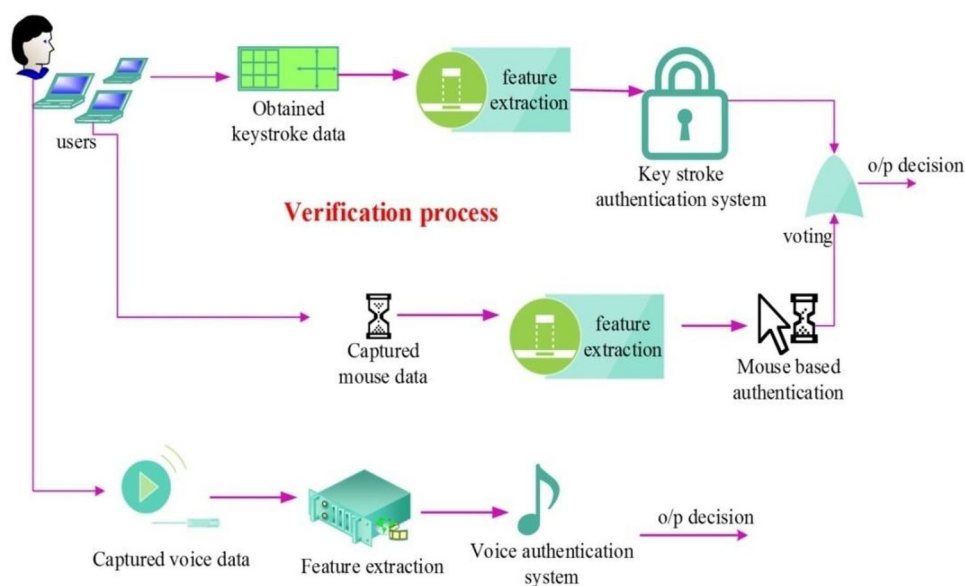 users
Obtained
keystroke data
feature
extraction
Key stroke
authentication system
o/p decision
voting
Verification process
Captured
mouse data
feature
extraction
Mouse based
authentication
Captured voice data
Feature extraction
Voice authentication
system
o/p decision